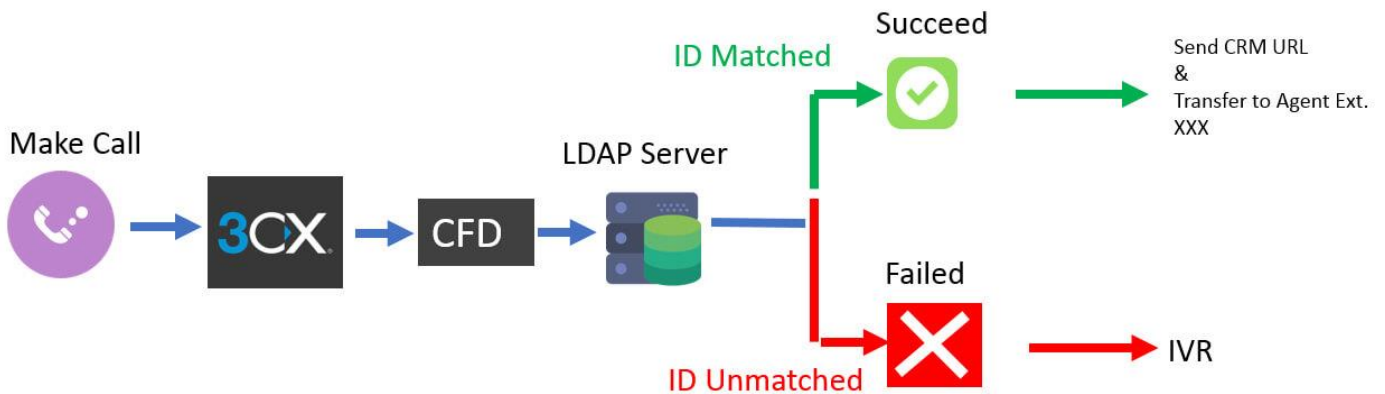 Make Call
3CX
CFD
LDAP Server
ID Matched
Succeed
Send CRM URL
&
Transfer to Agent Ext.
XXX
ID Unmatched
Failed
IVR